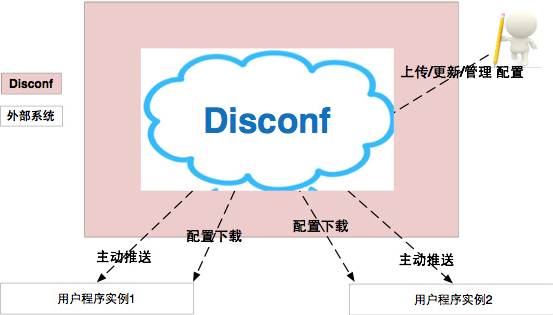 上传/更新/管理 配置
Disconf
外部系统
Disconf
配置下载
配置下载
主动推送
主动推送
用户程序实例1
用户程序实例2